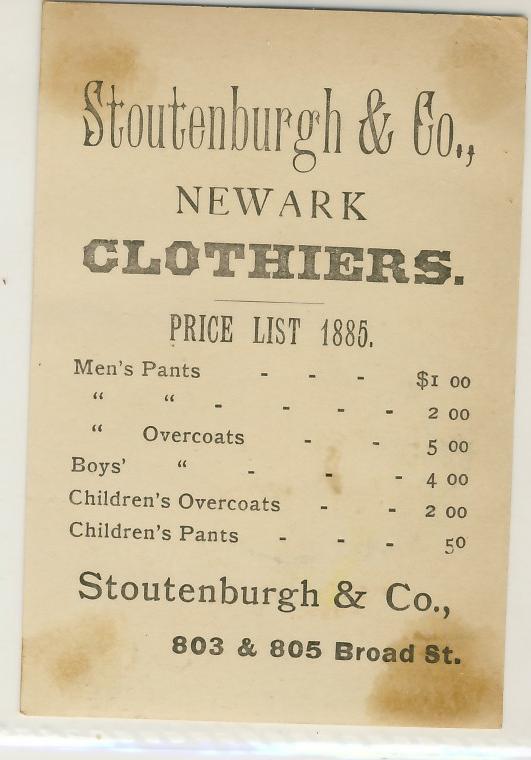 Stoutenburgh & Co.,
NEWARK
CLOTHIERS.
PRICE LIST 1885.
Men's Pants - - - $1 00
“ “ - - - - 2 00
“ Overcoats - - 5 00
Boys' “ - - - 4 00
Children's Overcoats - - 2 00
Children's Pants - - - 50
Stoutenburgh & Co.,
803 & 805 Broad St.